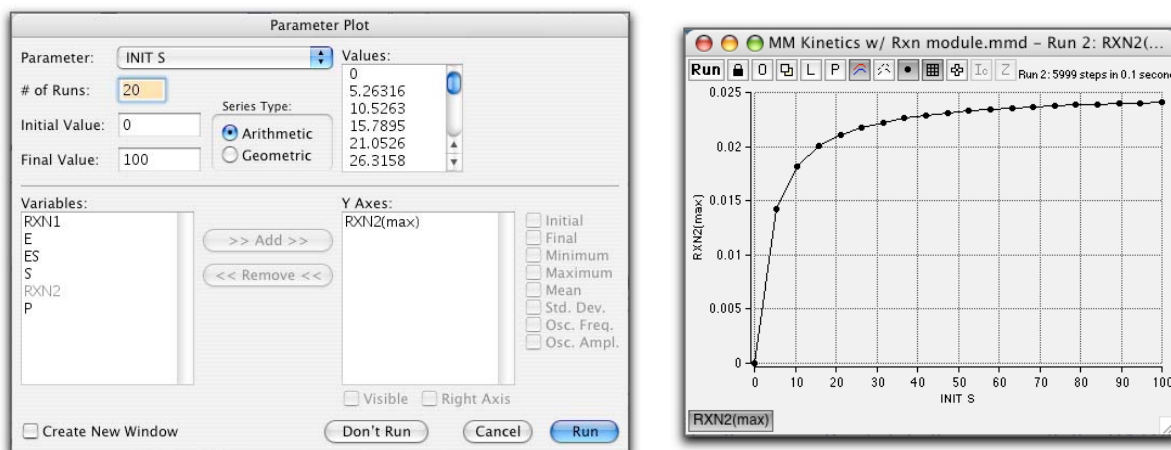 Parameter Plot
Parameter: INIT S
# of Runs: 20
Initial Value: 0
Final Value: 100
Series Type:
Arithmetic
Geometric
Values:
0
5.26316
10.5263
15.7895
21.0526
26.3158
Variables:
RXN1
E
ES
S
RXN2
P
>> Add >>
<< Remove <<
Y Axes:
RXN2(max)
Initial
Final
Minimum
Maximum
Mean
Std. Dev.
Osc. Freq.
Osc. Ampl.
Visible Right Axis
Create New Window
Don't Run Cancel Run
MM Kinetics w/ Rxn module.mmd – Run 2: RXN2(...
Run 0 L P I₀ Z Run 2: 5999 steps in 0.1 second
0.025
0.02
0.015
0.01
0.005
0
RXN2(max)
0 10 20 30 40 50 60 70 80 90 100
INIT S
RXN2(max)